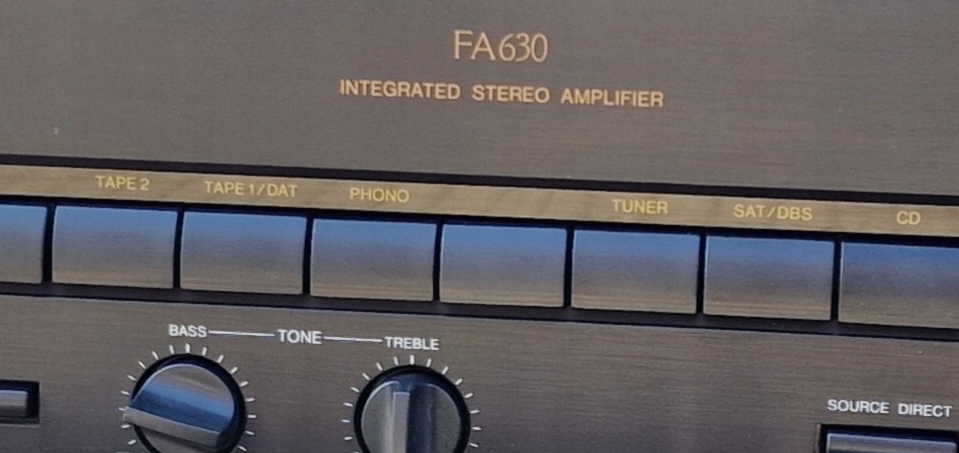 FA630
INTEGRATED STEREO AMPLIFIER
TAPE 2 TAPE 1/DAT PHONO TUNER SAT/DBS CD
BASS TONE TREBLE
SOURCE DIRECT